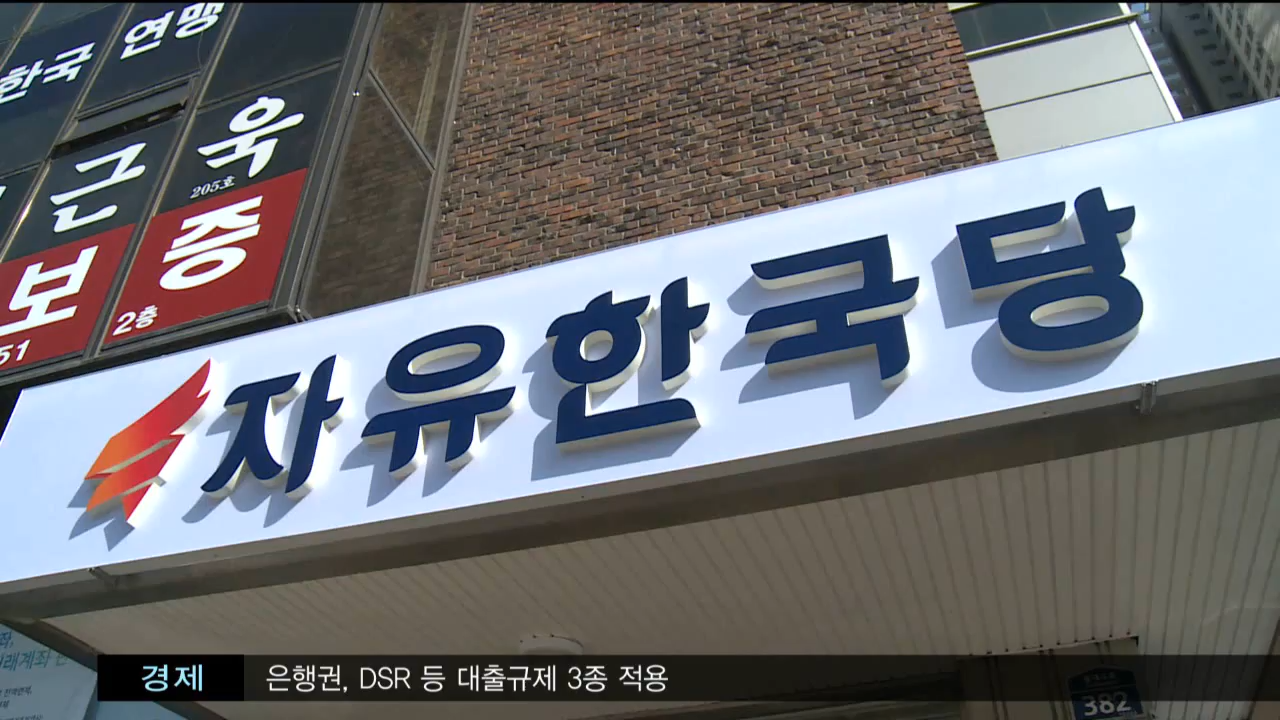 한국 연맹
근 욱
205호
보 증
51
2층
자유한국당
경제 은행권, DSR 등 대출규제 3종 적용
382